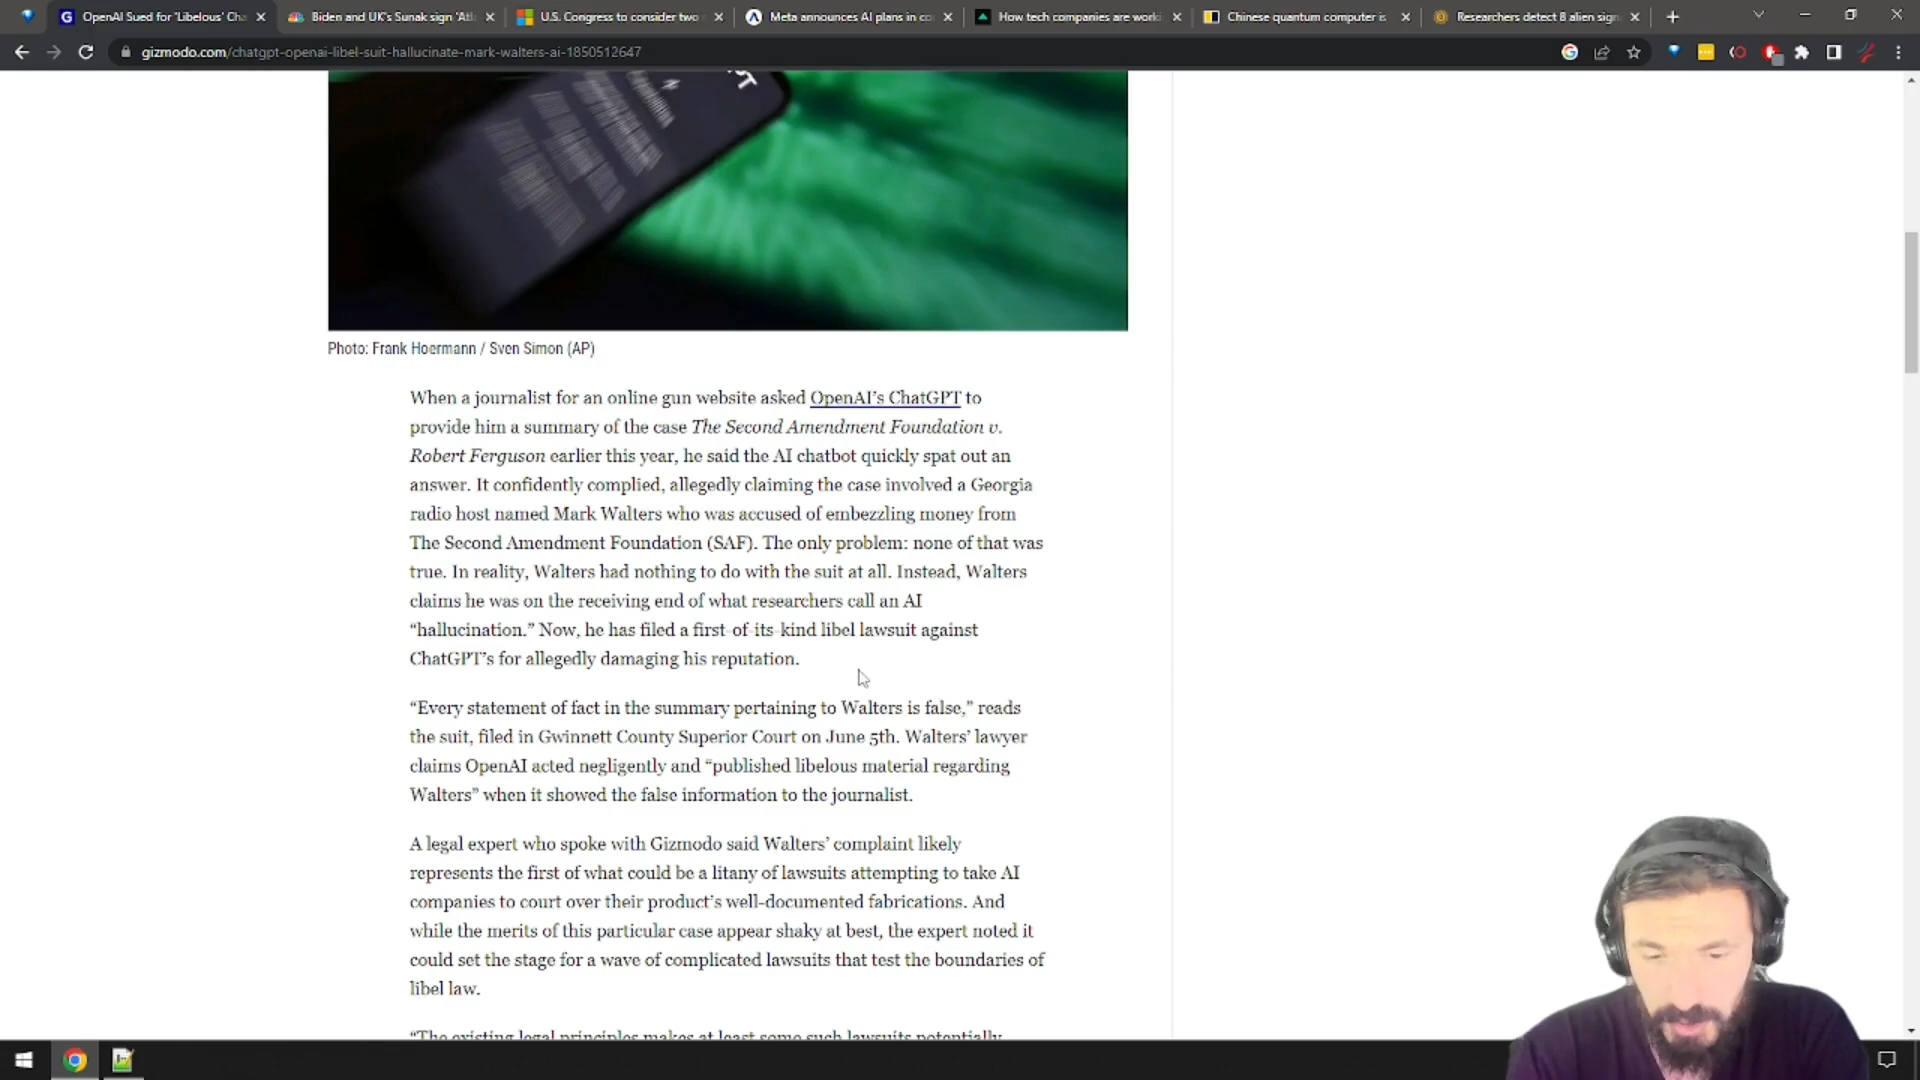 OpenAI Sued for 'Libelous' Cha
Biden and UK's Sunak sign 'Atl
U.S. Congress to consider two
Meta announces AI plans in co
How tech companies are worki
Chinese quantum computer is
Researchers detect 8 alien sign
gizmodo.com/chatgpt-openai-libel-suit-hallucinate-mark-walters-ai-1850512647
Photo: Frank Hoermann / Sven Simon (AP)
When a journalist for an online gun website asked OpenAI's ChatGPT to
provide him a summary of the case The Second Amendment Foundation v.
Robert Ferguson earlier this year, he said the AI chatbot quickly spat out an
answer. It confidently complied, allegedly claiming the case involved a Georgia
radio host named Mark Walters who was accused of embezzling money from
The Second Amendment Foundation (SAF). The only problem: none of that was
true. In reality, Walters had nothing to do with the suit at all. Instead, Walters
claims he was on the receiving end of what researchers call an AI
“hallucination.” Now, he has filed a first-of-its-kind libel lawsuit against
ChatGPT's for allegedly damaging his reputation.
“Every statement of fact in the summary pertaining to Walters is false,” reads
the suit, filed in Gwinnett County Superior Court on June 5th. Walters' lawyer
claims OpenAI acted negligently and “published libelous material regarding
Walters” when it showed the false information to the journalist.
A legal expert who spoke with Gizmodo said Walters' complaint likely
represents the first of what could be a litany of lawsuits attempting to take AI
companies to court over their product's well-documented fabrications. And
while the merits of this particular case appear shaky at best, the expert noted it
could set the stage for a wave of complicated lawsuits that test the boundaries of
libel law.
“The existing legal principles makes at least some such lawsuits potentially